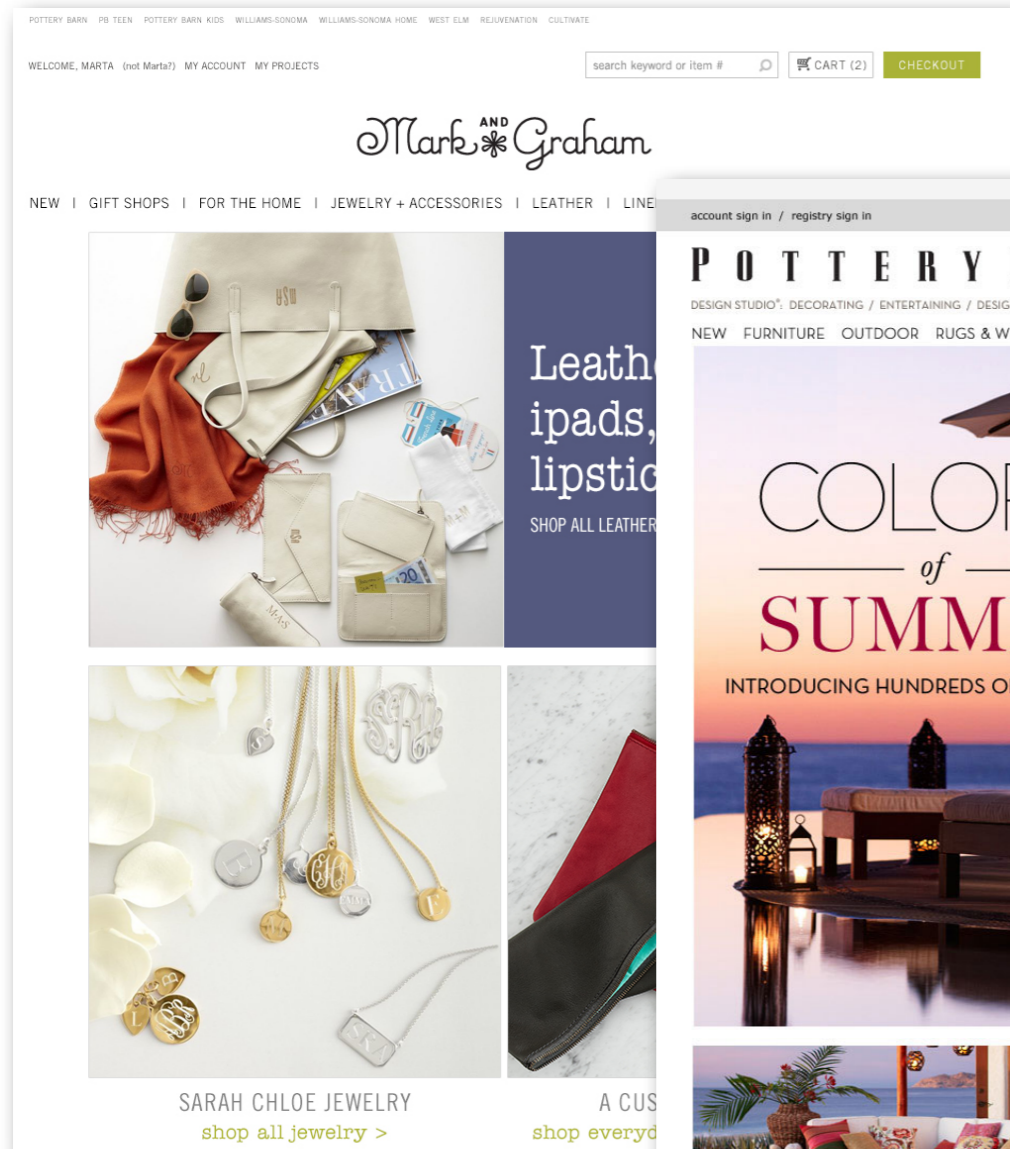 POTTERY BARN PB TEEN POTTERY BARN KIDS WILLIAMS-SONOMA WILLIAMS-SONOMA HOME WEST ELM REJUVENATION CULTIVATE
WELCOME, MARTA (not Marta?) MY ACCOUNT MY PROJECTS
search keyword or item #
CART (2)
CHECKOUT
Mark AND Graham
NEW | GIFT SHOPS | FOR THE HOME | JEWELRY + ACCESSORIES | LEATHER | LINE
HSW
TRAVE
M·A·M
20
M·A·S
Leath
ipads,
lipstic
SHOP ALL LEATHER
E
F
L
B
SRA
SARAH CHLOE JEWELRY
shop all jewelry >
A CUS
shop everyd
account sign in / registry sign in
POTTERY
DESIGN STUDIO®: DECORATING / ENTERTAINING / DESIG
NEW FURNITURE OUTDOOR RUGS & W
COLOR
of
SUMM
INTRODUCING HUNDREDS O